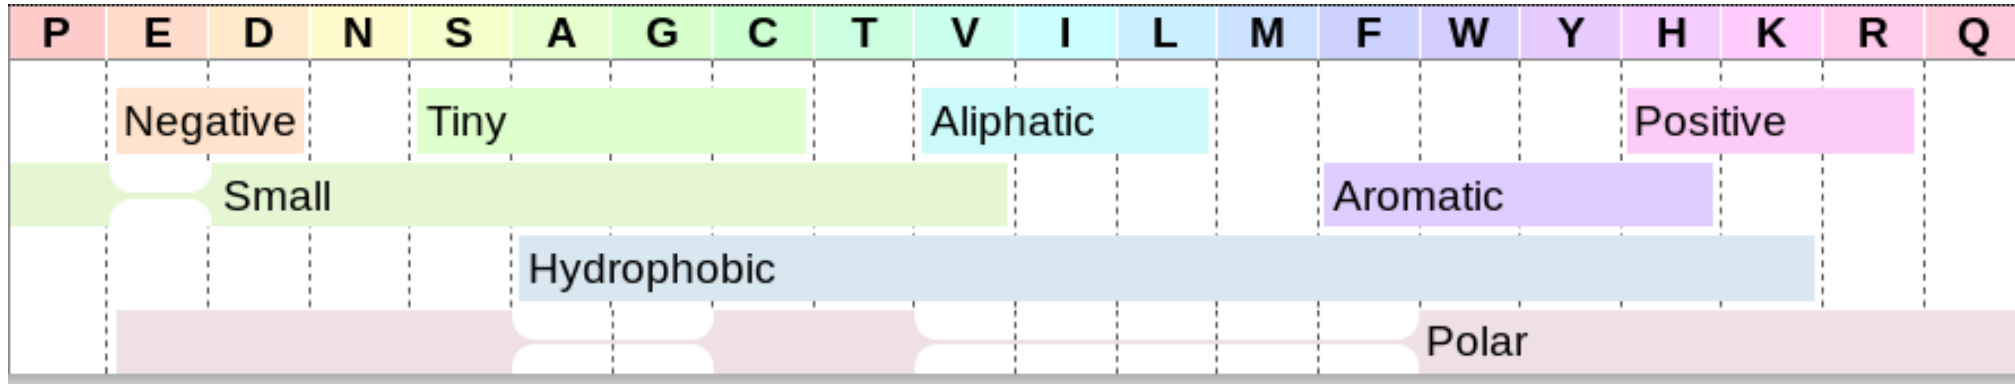 P E D N S A G C T V I L M F W Y H K R Q
Negative Tiny Aliphatic Positive
Small Aromatic
Hydrophobic
Polar